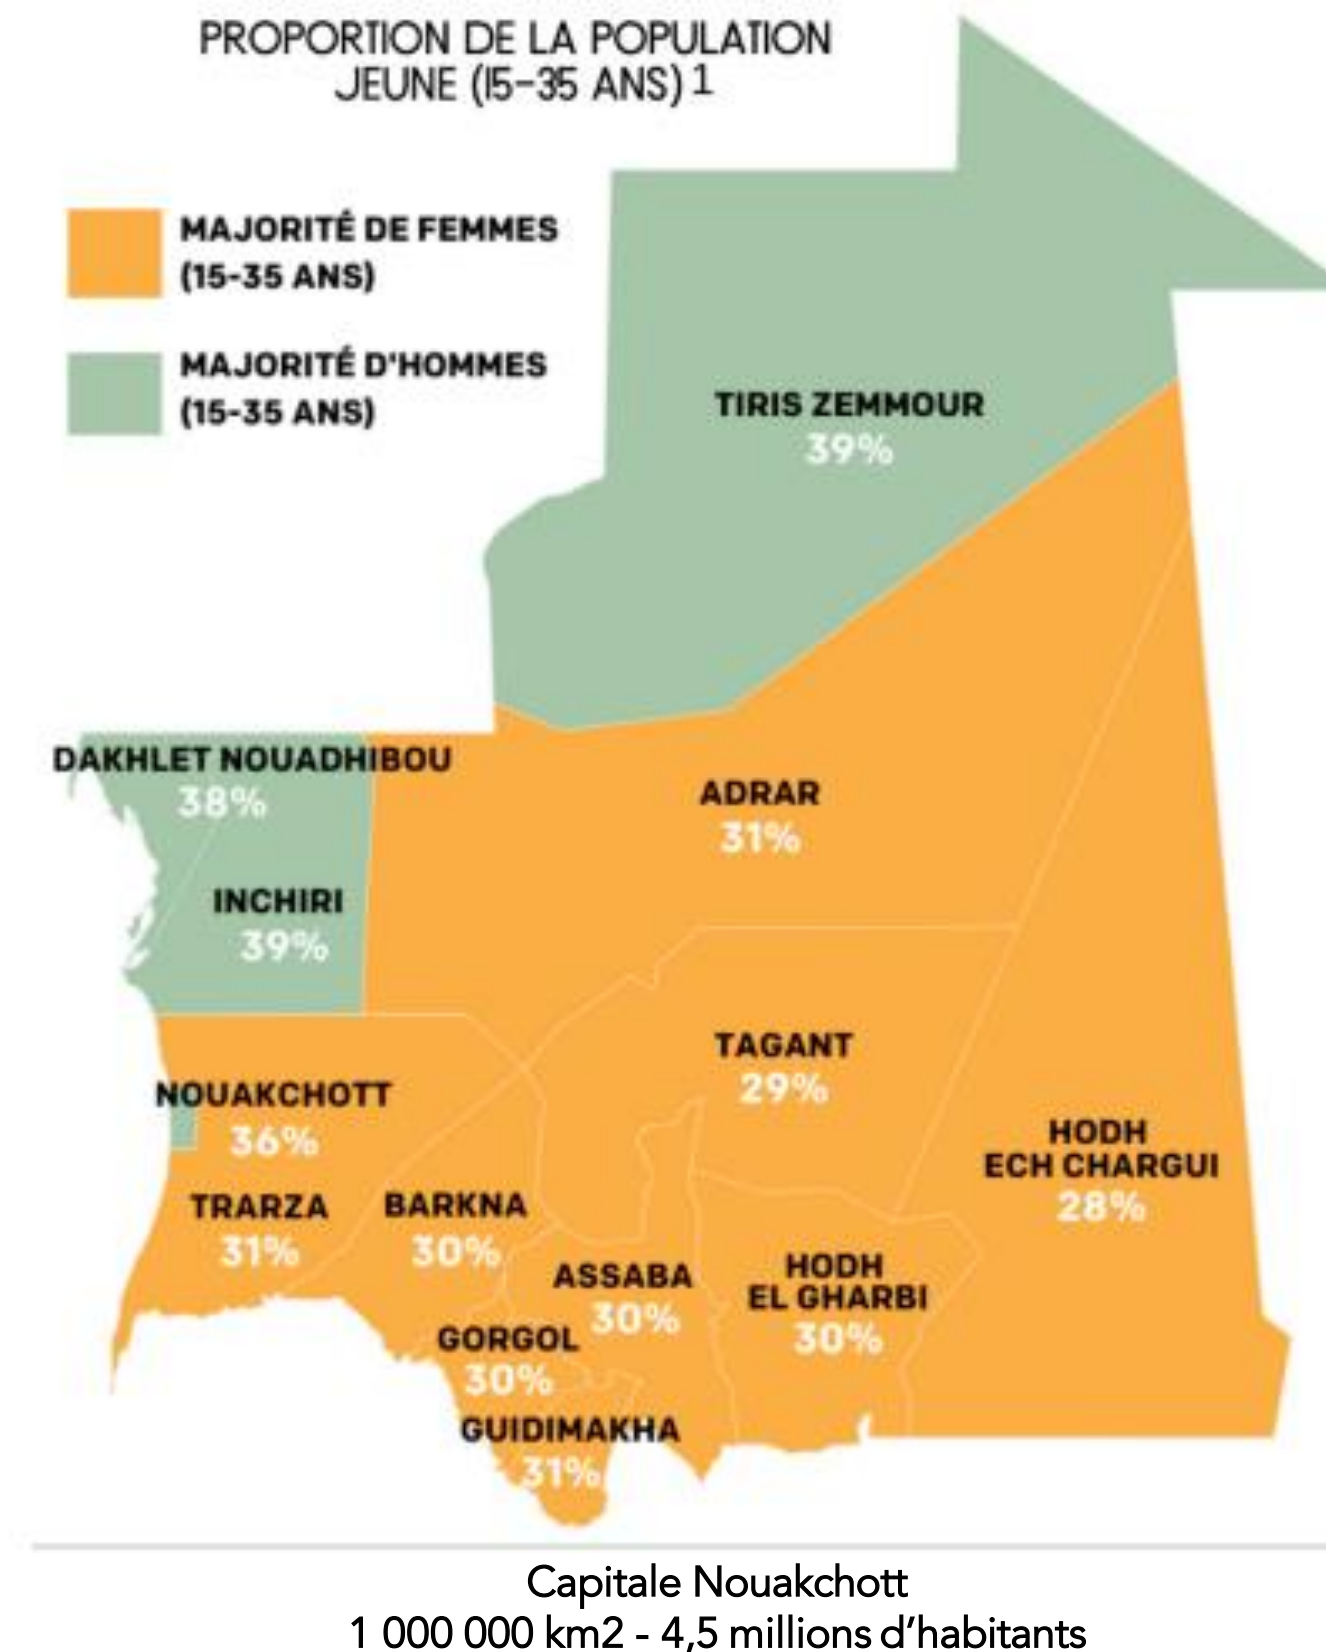 PROPORTION DE LA POPULATION
JEUNE (15-35 ANS) 1
MAJORITÉ DE FEMMES
(15-35 ANS)
MAJORITÉ D'HOMMES
(15-35 ANS)
TIRIS ZEMMOUR
39%
DAKHLET NOUADHIBOU
38%
ADRAR
31%
INCHIRI
39%
TAGANT
29%
NOUAKCHOTT
36%
HODH
ECH CHARGUI
28%
TRARZA
31%
BARKNA
30%
ASSABA
30%
HODH
EL GHARBI
30%
GORGOL
30%
GUIDIMAKHA
31%
Capitale Nouakchott
1 000 000 km2 - 4,5 millions d’habitants